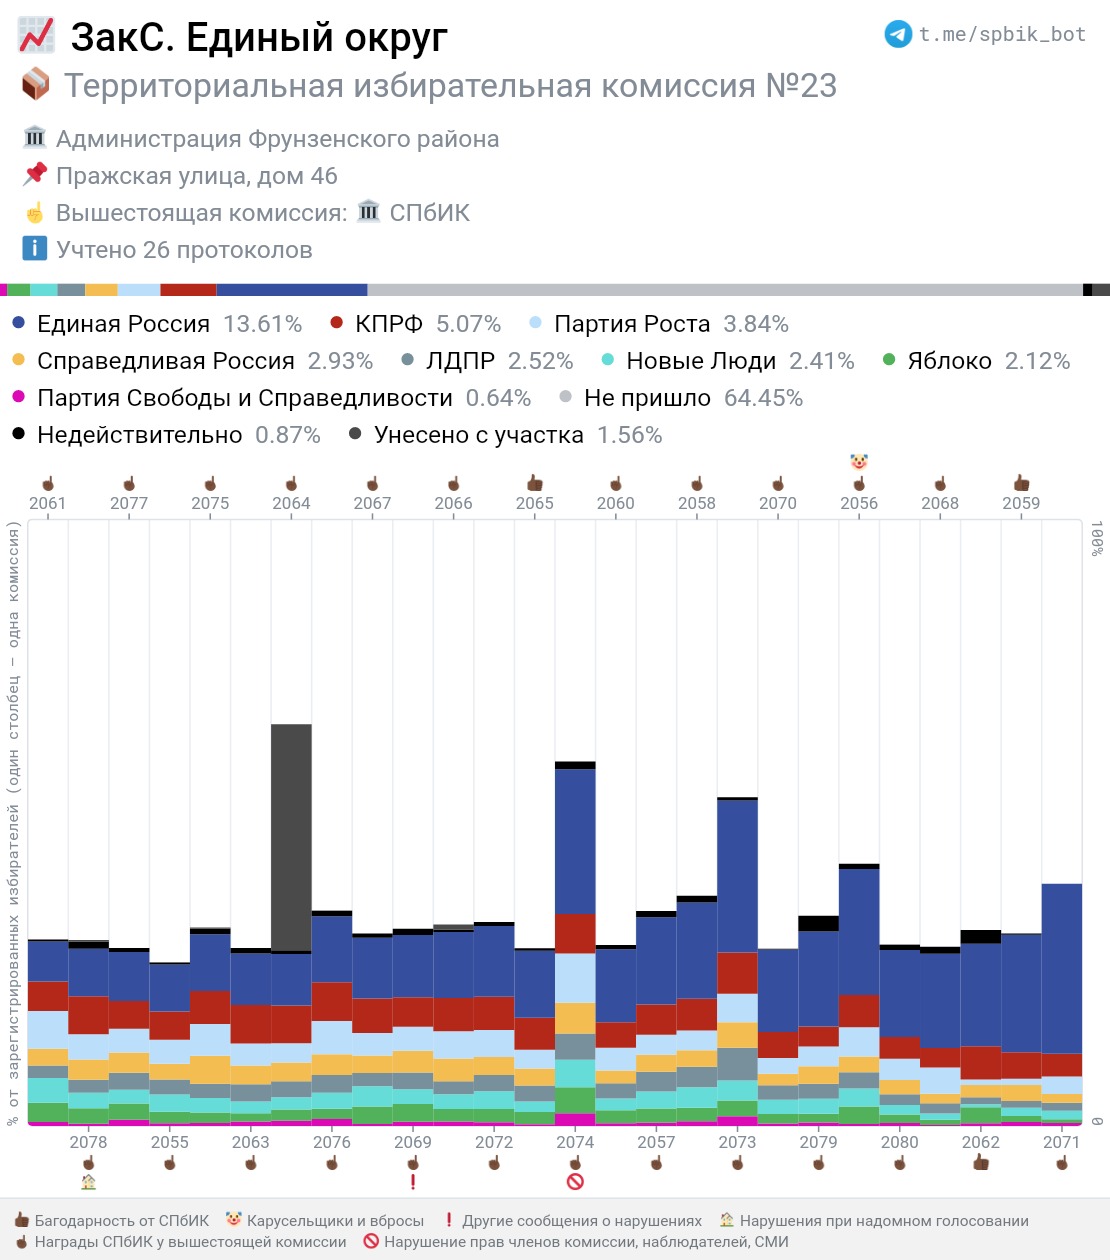 ЗакС. Единый округ
t.me/spbik_bot
Территориальная избирательная комиссия №23
Администрация Фрунзенского района
Пражская улица, дом 46
Вышестоящая комиссия: СПбИК
Учтено 26 протоколов
Единая Россия 13.61% КПРФ 5.07% Партия Роста 3.84%
Справедливая Россия 2.93% ЛДПР 2.52% Новые Люди 2.41% Яблоко 2.12%
Партия Свободы и Справедливости 0.64% Не пришло 64.45%
Недействительно 0.87% Унесено с участка 1.56%
2061 2077 2075 2064 2067 2066 2065 2060 2058 2070 2056 2068 2059
% от зарегистрированных избирателей (один столбец – одна комиссия)
100%
0
2078 2055 2063 2076 2069 2072 2074 2057 2073 2079 2080 2062 2071
Багодарность от СПбИК Карусельщики и вбросы Другие сообщения о нарушениях Нарушения при надомном голосовании
Награды СПбИК у вышестоящей комиссии Нарушение прав членов комиссии, наблюдателей, СМИ